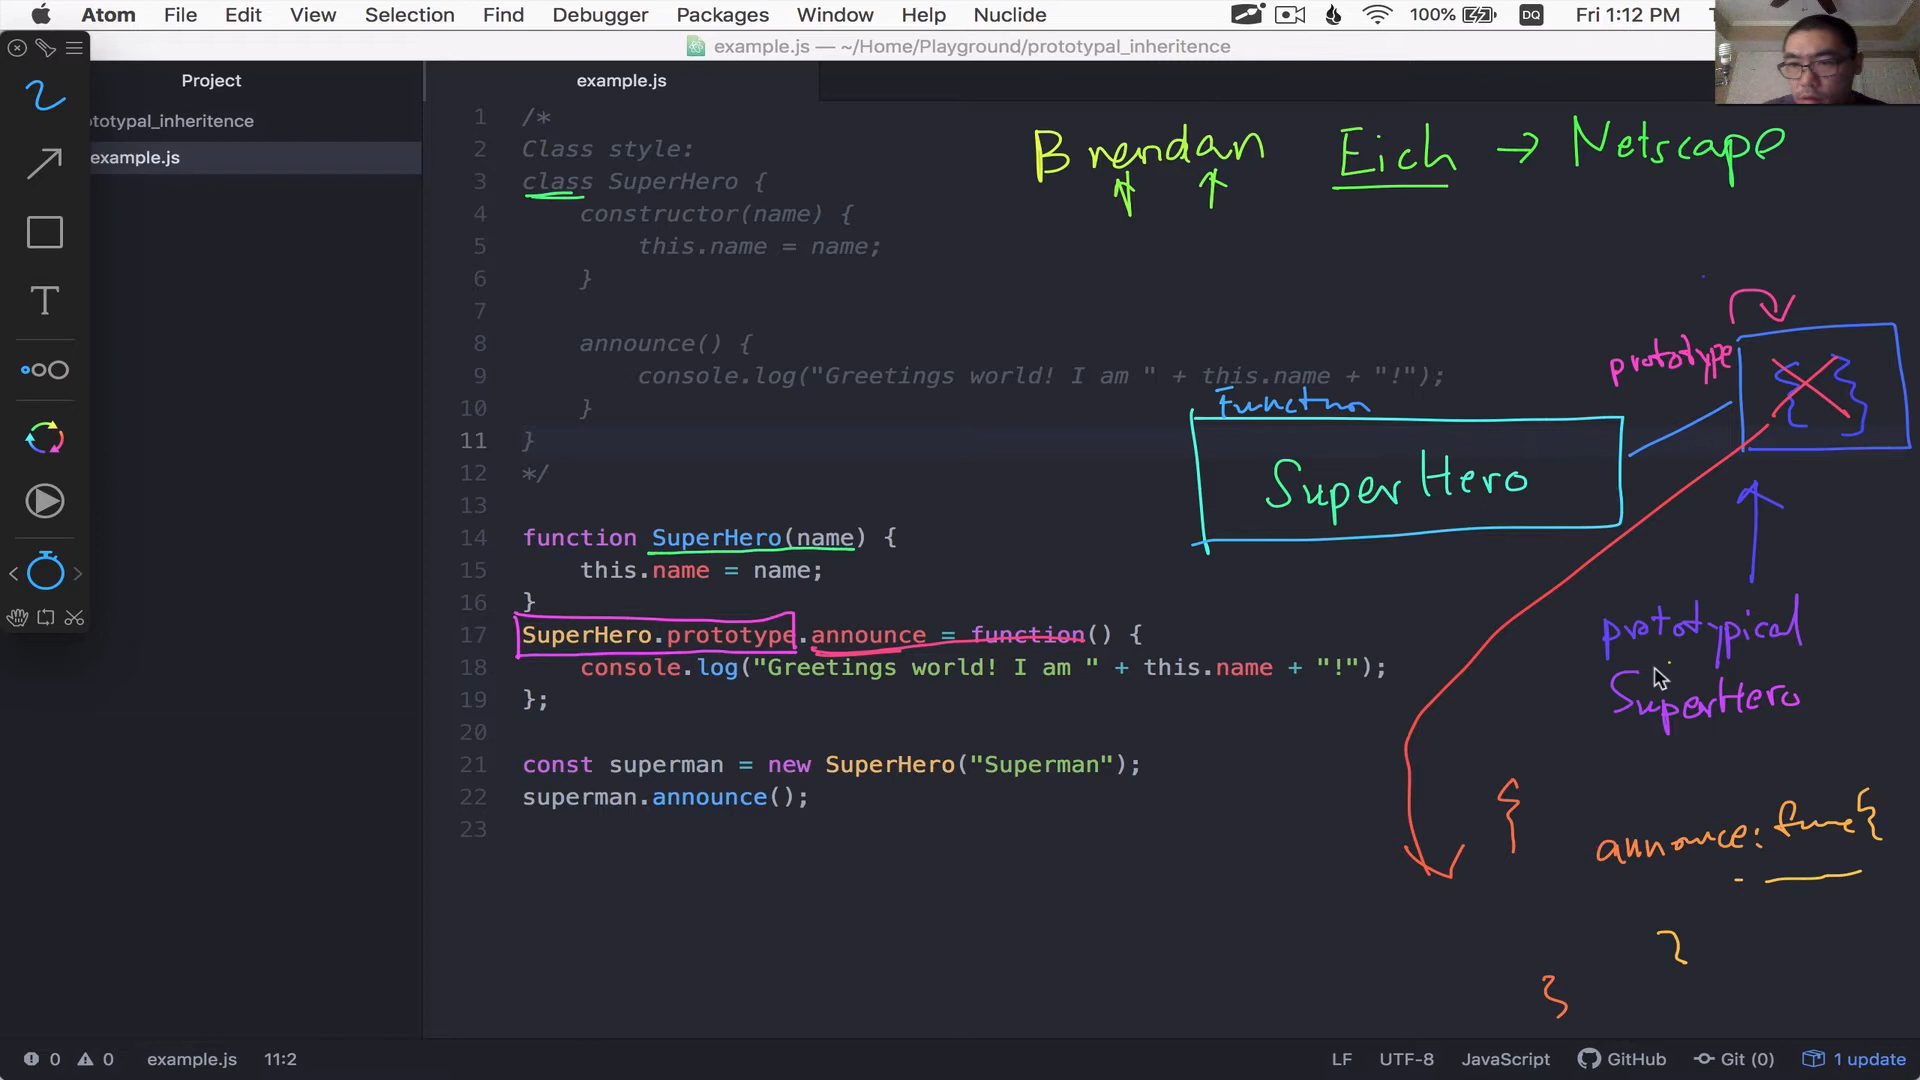 Atom File Edit View Selection Find Debugger Packages Window Help Nuclide 100% DQ Fri 1:12 PM
example.js — ~/Home/Playground/prototypal_inheritence
Project
ototypal_inheritence
example.js
example.js
1 /*
2 Class style:
3 class SuperHero {
4 constructor(name) {
5 this.name = name;
6 }
7
8 announce() {
9 console.log("Greetings world! I am " + this.name + "!");
10 }
11 }
12 */
13
14 function SuperHero(name) {
15 this.name = name;
16 }
17 SuperHero.prototype.announce = function() {
18 console.log("Greetings world! I am " + this.name + "!");
19 };
20
21 const superman = new SuperHero("Superman");
22 superman.announce();
23
Brendan Eich → Netscape
prototype
{ }
Function
SuperHero
prototypical
SuperHero
{
announce: func {
}
}
T
0 0 example.js 11:2 LF UTF-8 JavaScript GitHub Git (0) 1 update